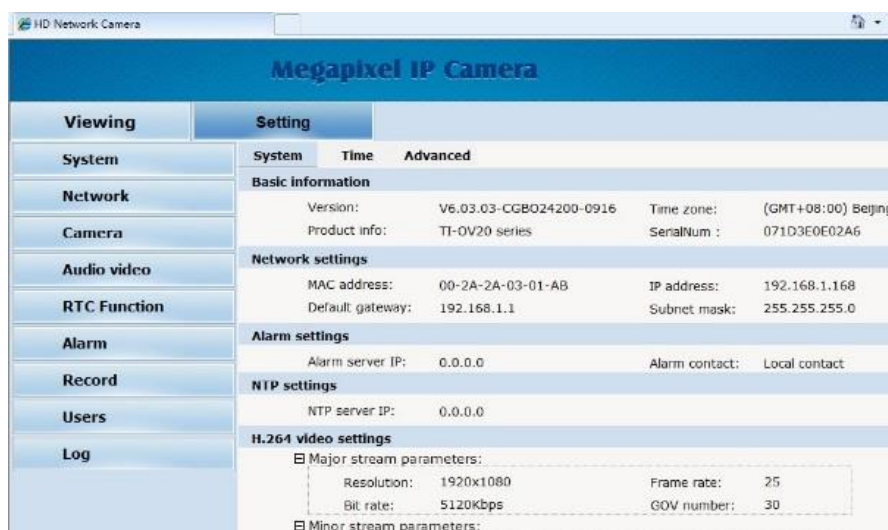 HD Network Camera
Megapixel IP Camera
Viewing Setting
System
Network
Camera
Audio video
RTC Function
Alarm
Record
Users
Log
System Time Advanced
Basic information
Version: V6.03.03-CGBO24200-0916 Time zone: (GMT+08:00) Beijing
Product info: TI-OV20 series SerialNum : 071D3E0E02A6
Network settings
MAC address: 00-2A-2A-03-01-AB IP address: 192.168.1.168
Default gateway: 192.168.1.1 Subnet mask: 255.255.255.0
Alarm settings
Alarm server IP: 0.0.0.0 Alarm contact: Local contact
NTP settings
NTP server IP: 0.0.0.0
H.264 video settings
Major stream parameters:
Resolution: 1920x1080 Frame rate: 25
Bit rate: 5120Kbps GOV number: 30
Minor stream parameters: